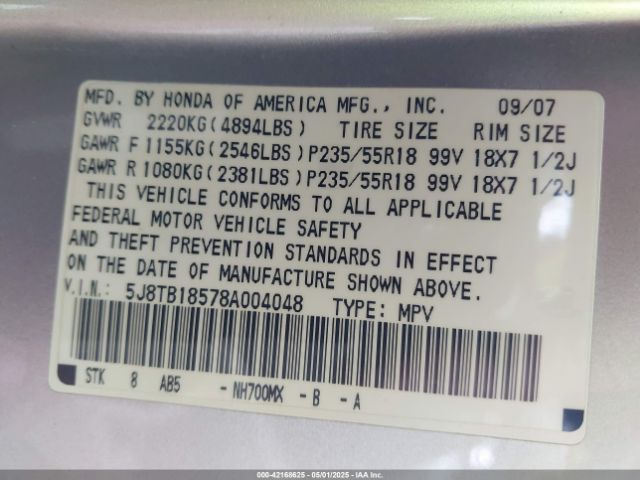 MFD. BY HONDA OF AMERICA MFG., INC. 09/07
GVWR 2220KG(4894LBS) TIRE SIZE RIM SIZE
GAWR F 1155KG(2546LBS)P235/55R18 99V 18X7 1/2J
GAWR R 1080KG(2381LBS)P235/55R18 99V 18X7 1/2J
THIS VEHICLE CONFORMS TO ALL APPLICABLE
FEDERAL MOTOR VEHICLE SAFETY
AND THEFT PREVENTION STANDARDS IN EFFECT
ON THE DATE OF MANUFACTURE SHOWN ABOVE.
V.I.N.: 5J8TB18578A004048 TYPE: MPV
STK 8 AB5 -NH700MX -B -A
000-42168625 - 05/01/2025 - IAA Inc.